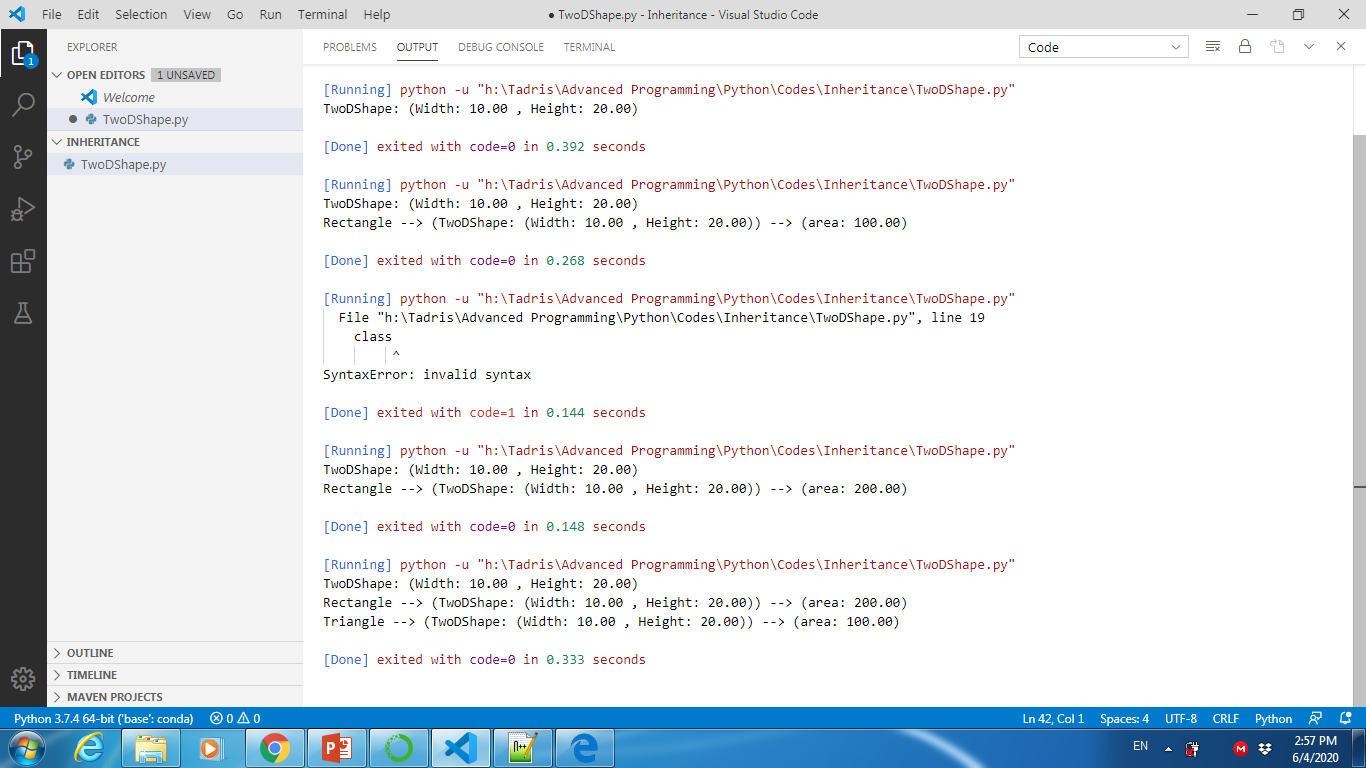 File Edit Selection View Go Run Terminal Help
● TwoDShape.py - Inheritance - Visual Studio Code
EXPLORER
OPEN EDITORS 1 UNSAVED
Welcome
TwoDShape.py
INHERITANCE
TwoDShape.py
OUTLINE
TIMELINE
MAVEN PROJECTS
1
PROBLEMS OUTPUT DEBUG CONSOLE TERMINAL
Code
[Running] python -u "h:\Tadris\Advanced Programming\Python\Codes\Inheritance\TwoDShape.py"
TwoDShape: (Width: 10.00 , Height: 20.00)
[Done] exited with code=0 in 0.392 seconds
[Running] python -u "h:\Tadris\Advanced Programming\Python\Codes\Inheritance\TwoDShape.py"
TwoDShape: (Width: 10.00 , Height: 20.00)
Rectangle --> (TwoDShape: (Width: 10.00 , Height: 20.00)) --> (area: 100.00)
[Done] exited with code=0 in 0.268 seconds
[Running] python -u "h:\Tadris\Advanced Programming\Python\Codes\Inheritance\TwoDShape.py"
File "h:\Tadris\Advanced Programming\Python\Codes\Inheritance\TwoDShape.py", line 19
class
^
SyntaxError: invalid syntax
[Done] exited with code=1 in 0.144 seconds
[Running] python -u "h:\Tadris\Advanced Programming\Python\Codes\Inheritance\TwoDShape.py"
TwoDShape: (Width: 10.00 , Height: 20.00)
Rectangle --> (TwoDShape: (Width: 10.00 , Height: 20.00)) --> (area: 200.00)
[Done] exited with code=0 in 0.148 seconds
[Running] python -u "h:\Tadris\Advanced Programming\Python\Codes\Inheritance\TwoDShape.py"
TwoDShape: (Width: 10.00 , Height: 20.00)
Rectangle --> (TwoDShape: (Width: 10.00 , Height: 20.00)) --> (area: 200.00)
Triangle --> (TwoDShape: (Width: 10.00 , Height: 20.00)) --> (area: 100.00)
[Done] exited with code=0 in 0.333 seconds
Python 3.7.4 64-bit ('base': conda) 0 0 Ln 42, Col 1 Spaces: 4 UTF-8 CRLF Python
EN 2:57 PM
6/4/2020